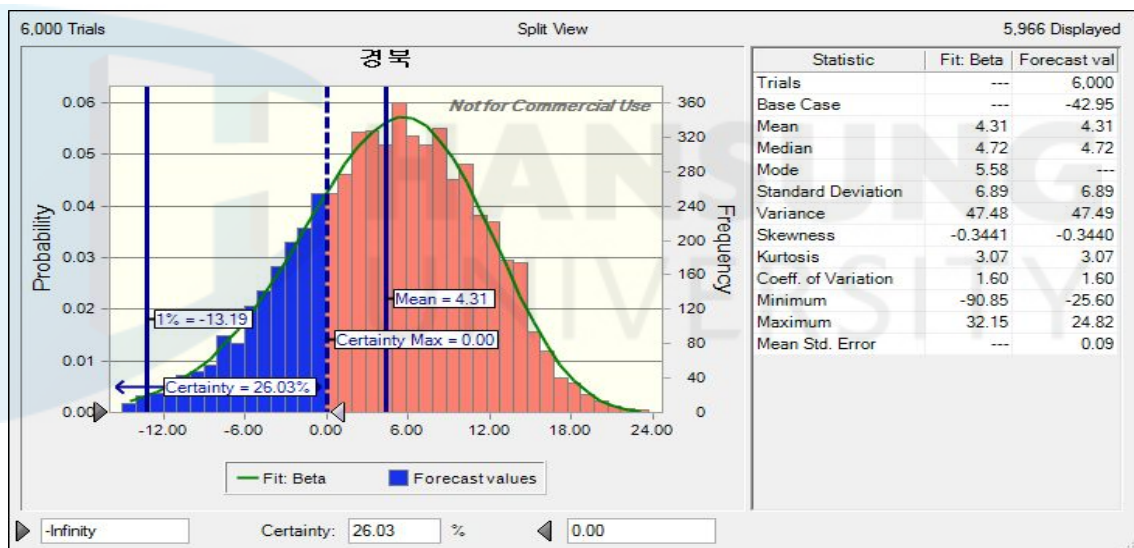 6,000 Trials
Split View
5,966 Displayed
경북
Not for Commercial Use
Probability
0.06
0.05
0.04
0.03
0.02
0.01
0.00
360
320
280
240
200
160
120
80
40
0
Frequency
Mean = 4.31
1% = -13.19
Certainty Max = 0.00
Certainty = 26.03%
-12.00 -6.00 0.00 6.00 12.00 18.00 24.00
Fit: Beta Forecast values
Statistic Fit: Beta Forecast val
Trials --- 6,000
Base Case --- -42.95
Mean 4.31 4.31
Median 4.72 4.72
Mode 5.58 ---
Standard Deviation 6.89 6.89
Variance 47.48 47.49
Skewness -0.3441 -0.3440
Kurtosis 3.07 3.07
Coeff. of Variation 1.60 1.60
Minimum -90.85 -25.60
Maximum 32.15 24.82
Mean Std. Error --- 0.09
HANSUNG
UNIVERSITY
-Infinity Certainty: 26.03 % 0.00